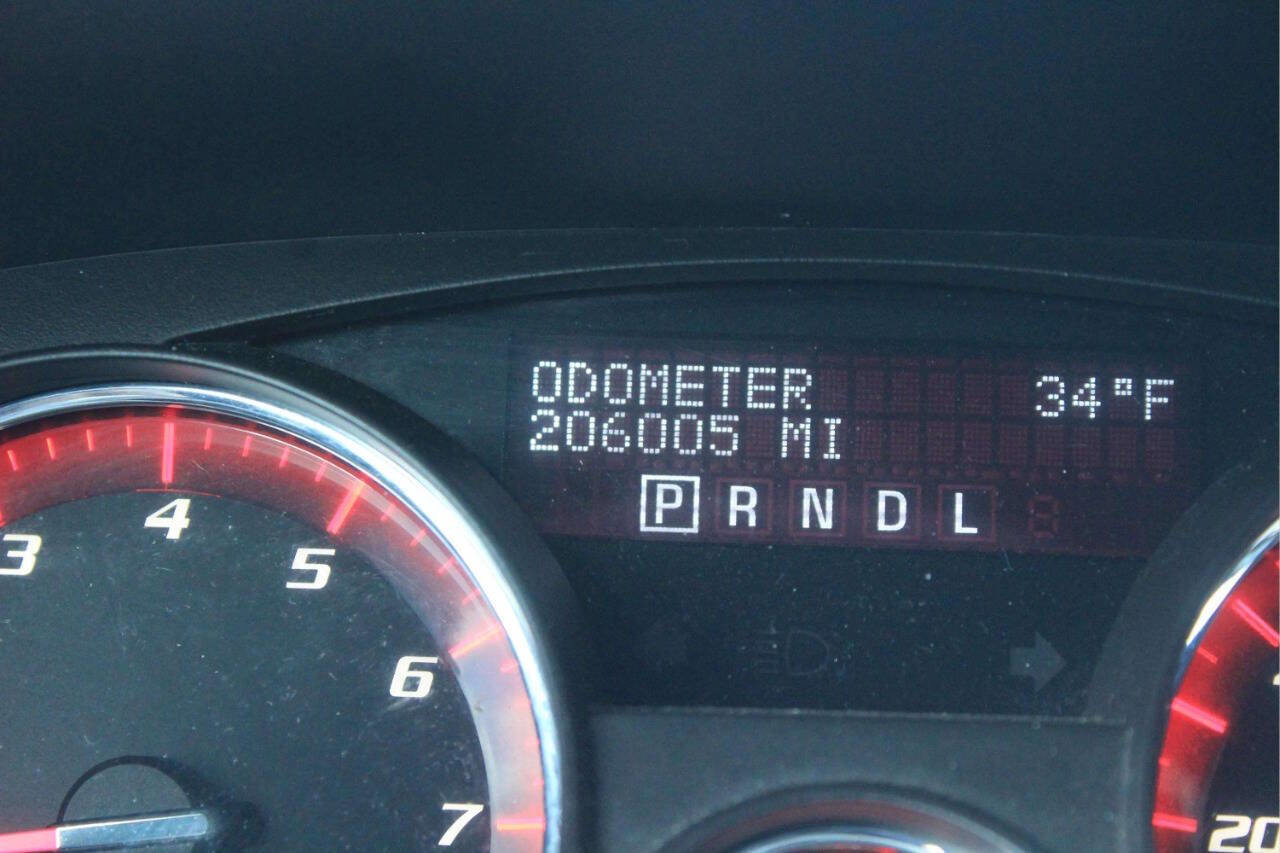 ODOMETER 34°F
206005 MI
P R N D L
3 4 5 6 7
20